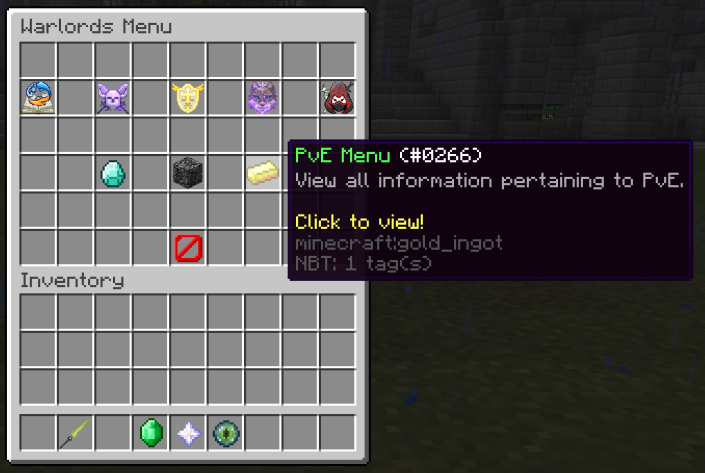 Warlords Menu
PvE Menu (#0266)
View all information pertaining to PvE.
Click to view!
minecraft:gold_ingot
NBT: 1 tag(s)
Inventory